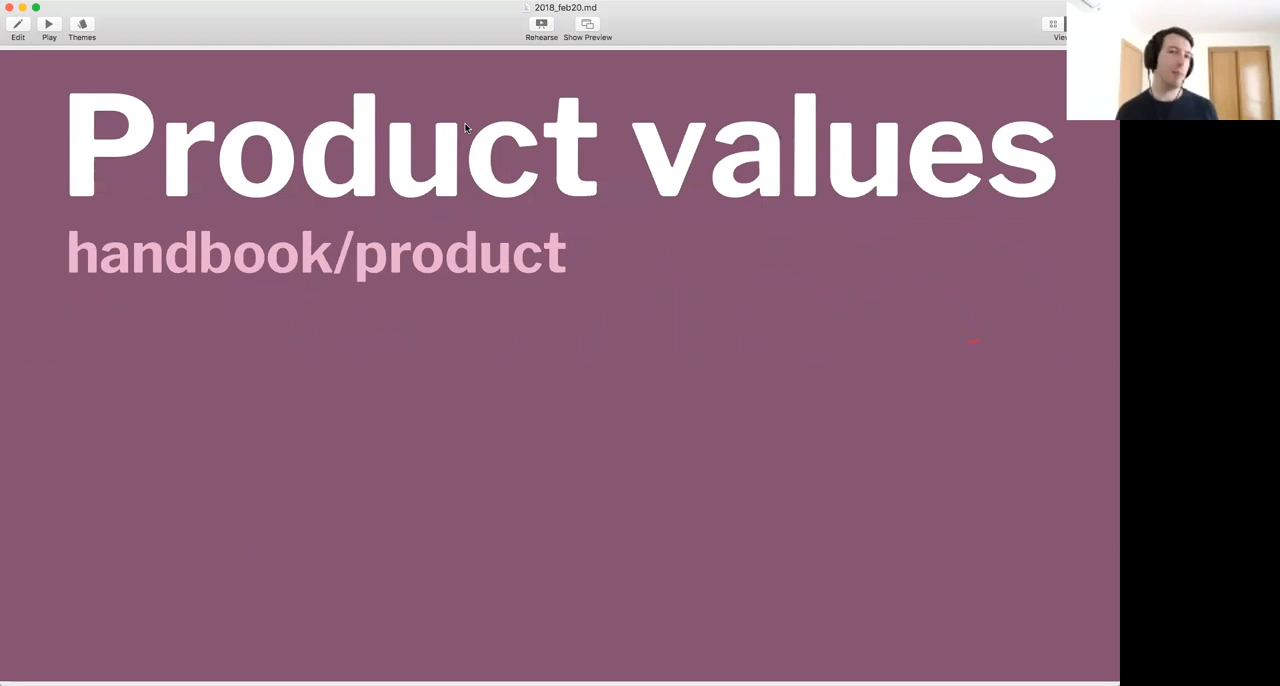 2018_feb20.md
Edit Play Themes Rehearse Show Preview
Product values
handbook/product